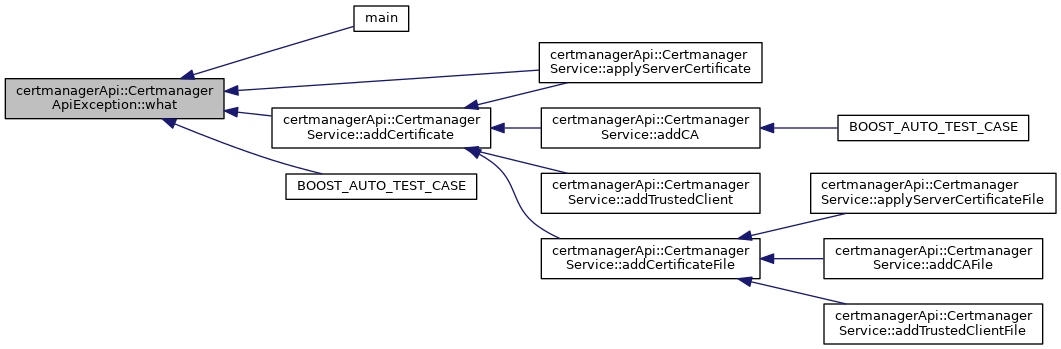 main
certmanagerApi::Certmanager
Service::applyServerCertificate
certmanagerApi::Certmanager
ApiException::what
certmanagerApi::Certmanager
Service::addCertificate
certmanagerApi::Certmanager
Service::addCA
BOOST_AUTO_TEST_CASE
BOOST_AUTO_TEST_CASE
certmanagerApi::Certmanager
Service::addTrustedClient
certmanagerApi::Certmanager
Service::applyServerCertificateFile
certmanagerApi::Certmanager
Service::addCertificateFile
certmanagerApi::Certmanager
Service::addCAFile
certmanagerApi::Certmanager
Service::addTrustedClientFile